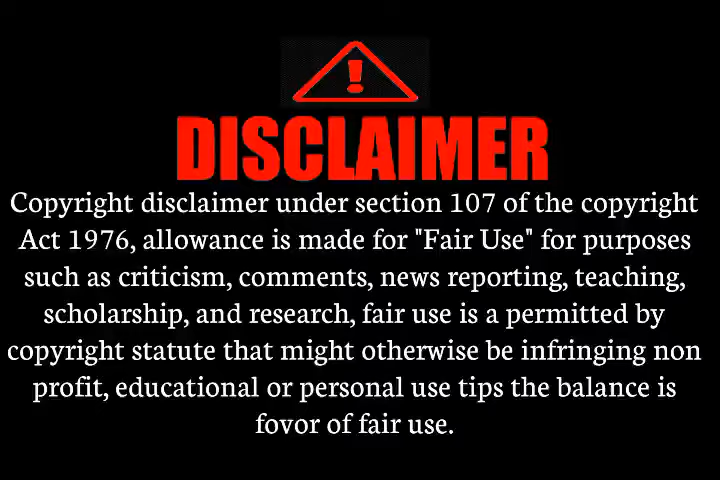 DISCLAIMER
Copyright disclaimer under section 107 of the copyright
Act 1976, allowance is made for "Fair Use" for purposes
such as criticism, comments, news reporting, teaching,
scholarship, and research, fair use is a permitted by
copyright statute that might otherwise be infringing non
profit, educational or personal use tips the balance is
fovor of fair use.